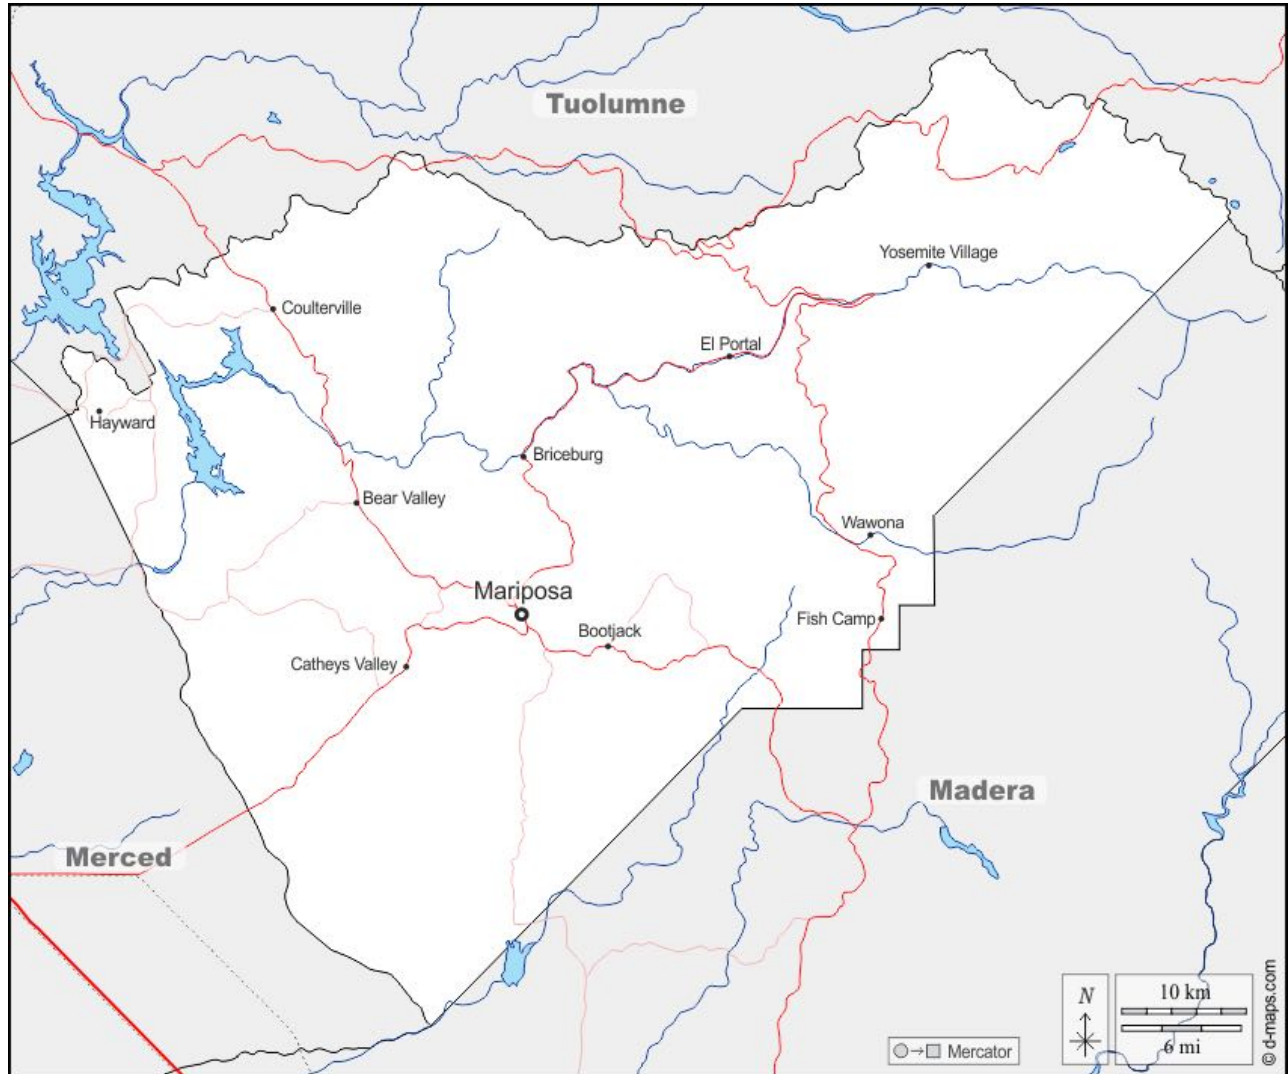 Tuolumne
Yosemite Village
Coulterville
El Portal
Hayward
Briceburg
Bear Valley
Wawona
Mariposa
Fish Camp
Bootjack
Catheys Valley
Madera
Merced
N
10 km
6 mi
Mercator
© d-maps.com